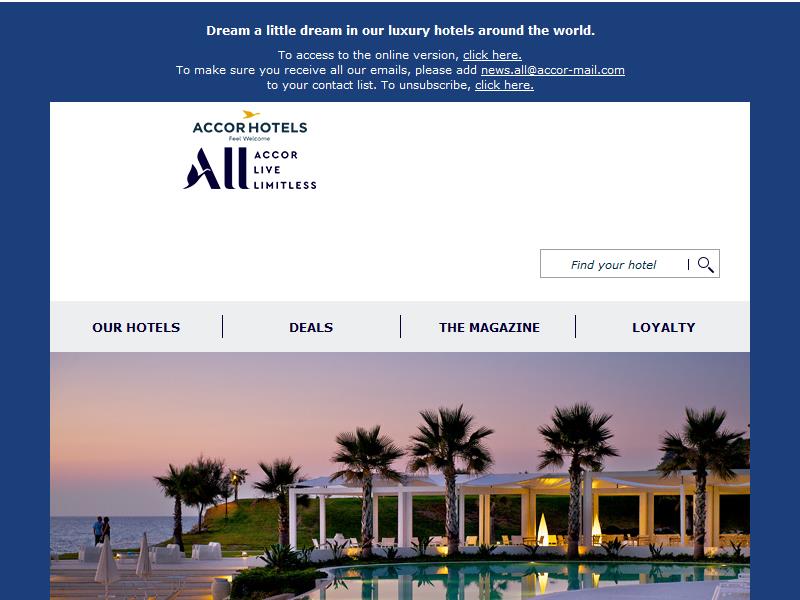 Dream a little dream in our luxury hotels around the world.
To access to the online version, click here.
To make sure you receive all our emails, please add news.all@accor-mail.com
to your contact list. To unsubscribe, click here.
ACCOR HOTELS
Feel Welcome
All ACCOR
LIVE
LIMITLESS
Find your hotel
OUR HOTELS
DEALS
THE MAGAZINE
LOYALTY